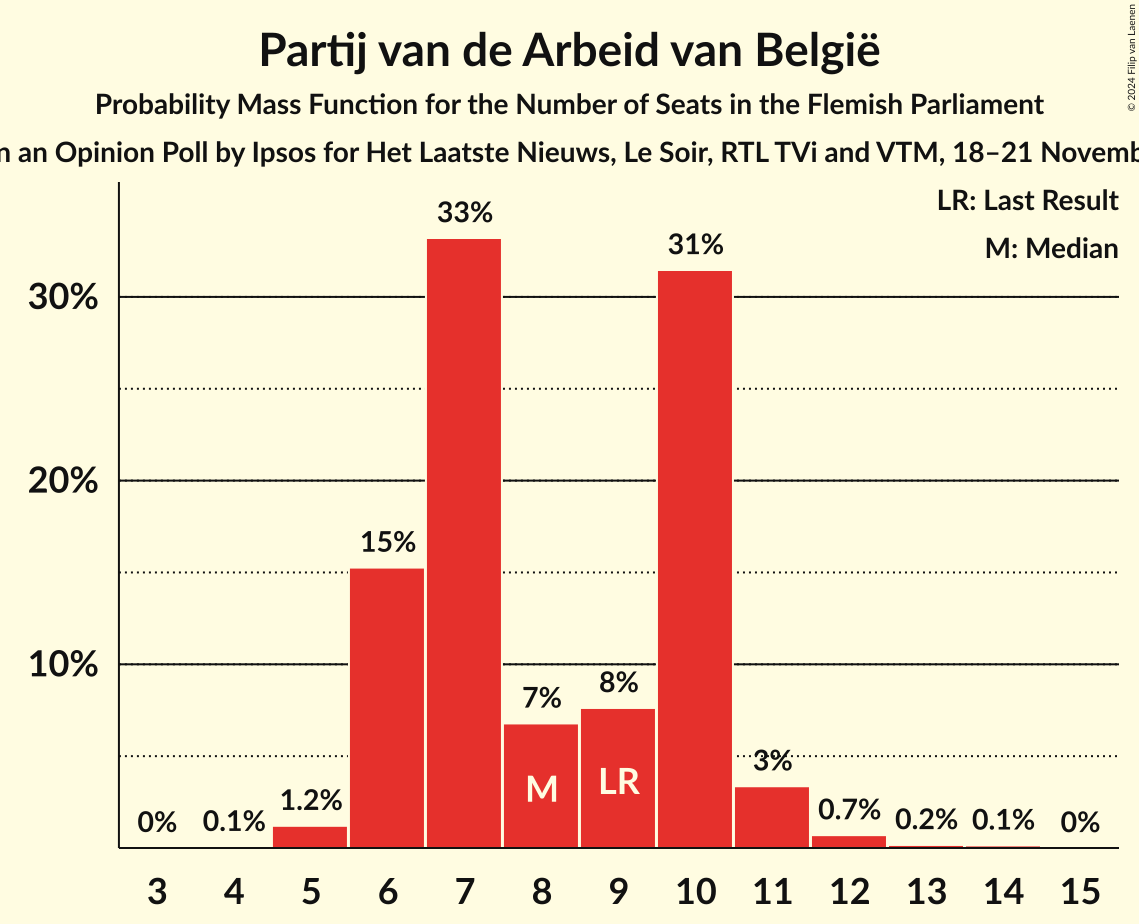 Partij van de Arbeid van België
Probability Mass Function for the Number of Seats in the Flemish Parliament
an Opinion Poll by Ipsos for Het Laatste Nieuws, Le Soir, RTL TVi and VTM, 18–21
© 2024 Filip van Laenen
LR: Last Result
M: Median
33%
31%
30%
20%
15%
10%
8%
7%
3%
M
LR
1.2%
0.7%
0% 0.1% 0.2% 0.1% 0%
3 4 5 6 7 8 9 10 11 12 13 14 15